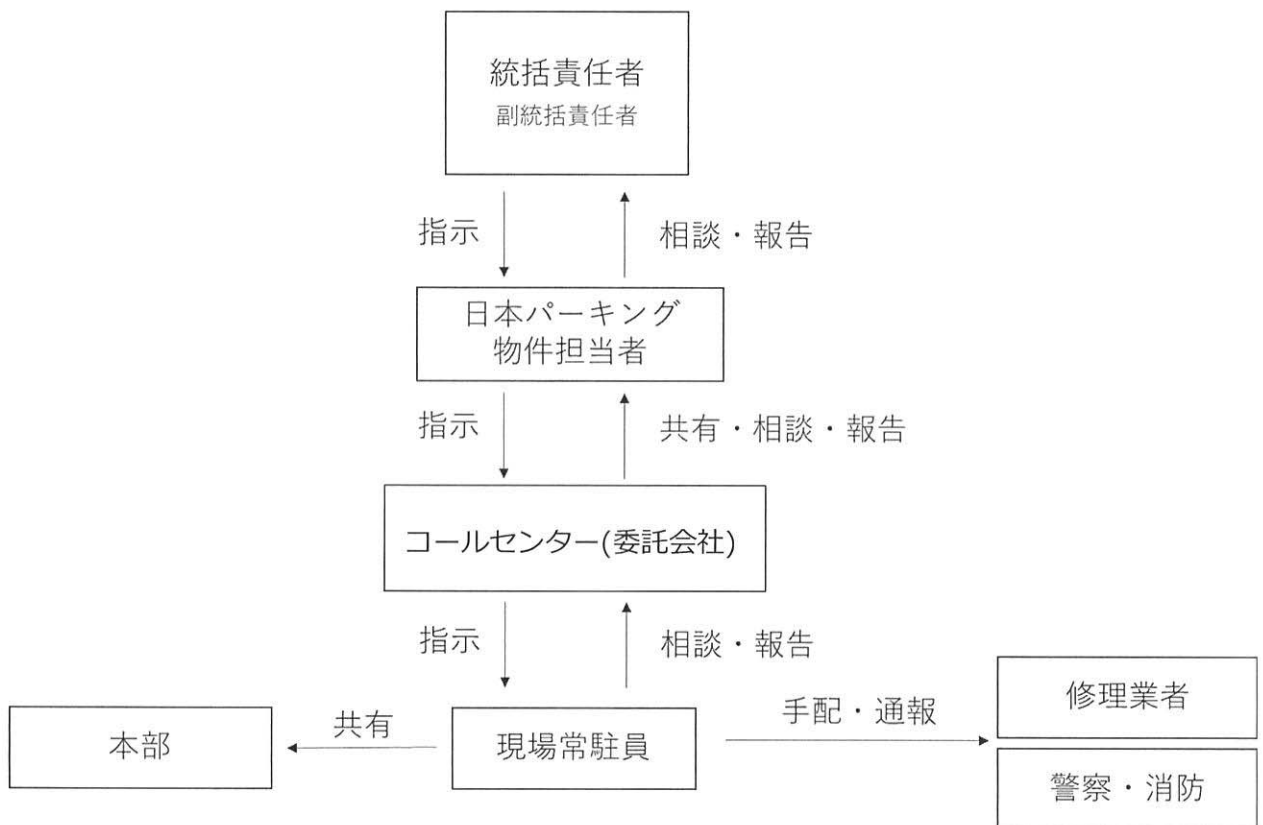 統括責任者
副統括責任者
指示
相談・報告
日本パーキング
物件担当者
指示
共有・相談・報告
コールセンター(委託会社)
指示
相談・報告
本部
共有
現場常駐員
手配・通報
修理業者
警察・消防